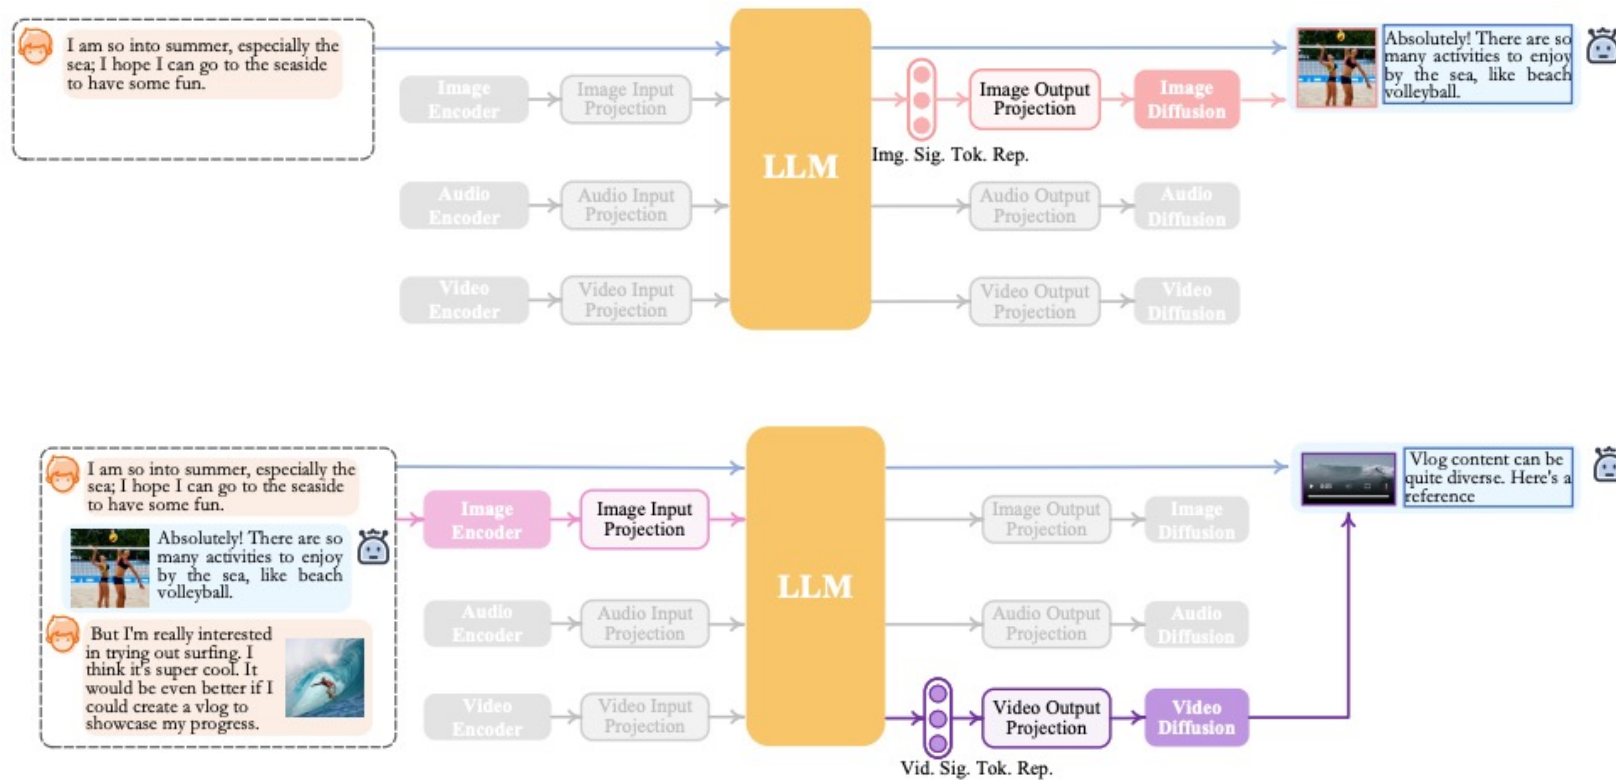 I am so into summer, especially the
sea; I hope I can go to the seaside
to have some fun.
Image
Encoder
Image Input
Projection
Audio
Encoder
Audio Input
Projection
Video
Encoder
Video Input
Projection
LLM
Img. Sig. Tok. Rep.
Image Output
Projection
Image
Diffusion
Audio Output
Projection
Audio
Diffusion
Video Output
Projection
Video
Diffusion
Absolutely! There are so
many activities to enjoy
by the sea, like beach
volleyball.
I am so into summer, especially the
sea; I hope I can go to the seaside
to have some fun.
Absolutely! There are so
many activities to enjoy
by the sea, like beach
volleyball.
But I'm really interested
in trying out surfing. I
think it's super cool. It
would be even better if I
could create a vlog to
showcase my progress.
Image
Encoder
Image Input
Projection
Audio
Encoder
Audio Input
Projection
Video
Encoder
Video Input
Projection
LLM
Image Output
Projection
Image
Diffusion
Audio Output
Projection
Audio
Diffusion
Vid. Sig. Tok. Rep.
Video Output
Projection
Video
Diffusion
Vlog content can be
quite diverse. Here's a
reference